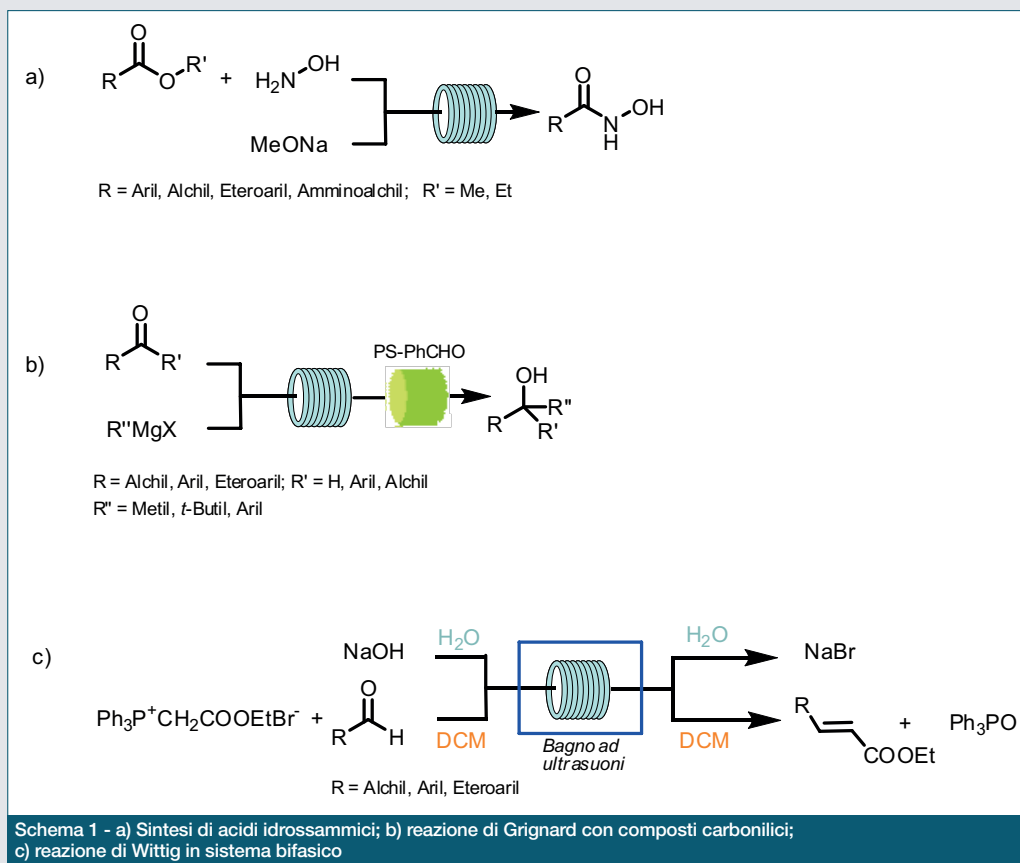 a)
O
R
O
R'
+
H₂N
OH
MeONa
O
R
N
H
OH
R = Aril, Alchil, Eteroaril, Amminoalchil; R' = Me, Et
b)
O
R
R'
R''MgX
PS-PhCHO
OH
R
R''
R'
R = Alchil, Aril, Eteroaril; R' = H, Aril, Alchil
R'' = Metil, t-Butil, Aril
c)
NaOH
H₂O
Ph₃P⁺CH₂COOEtBr⁻ +
O
R
H
DCM
Bagno ad
ultrasuoni
H₂O
DCM
NaBr
R
COOEt
+
Ph₃PO
R = Alchil, Aril, Eteroaril
Schema 1 - a) Sintesi di acidi idrossammici; b) reazione di Grignard con composti carbonilici;
c) reazione di Wittig in sistema bifasico